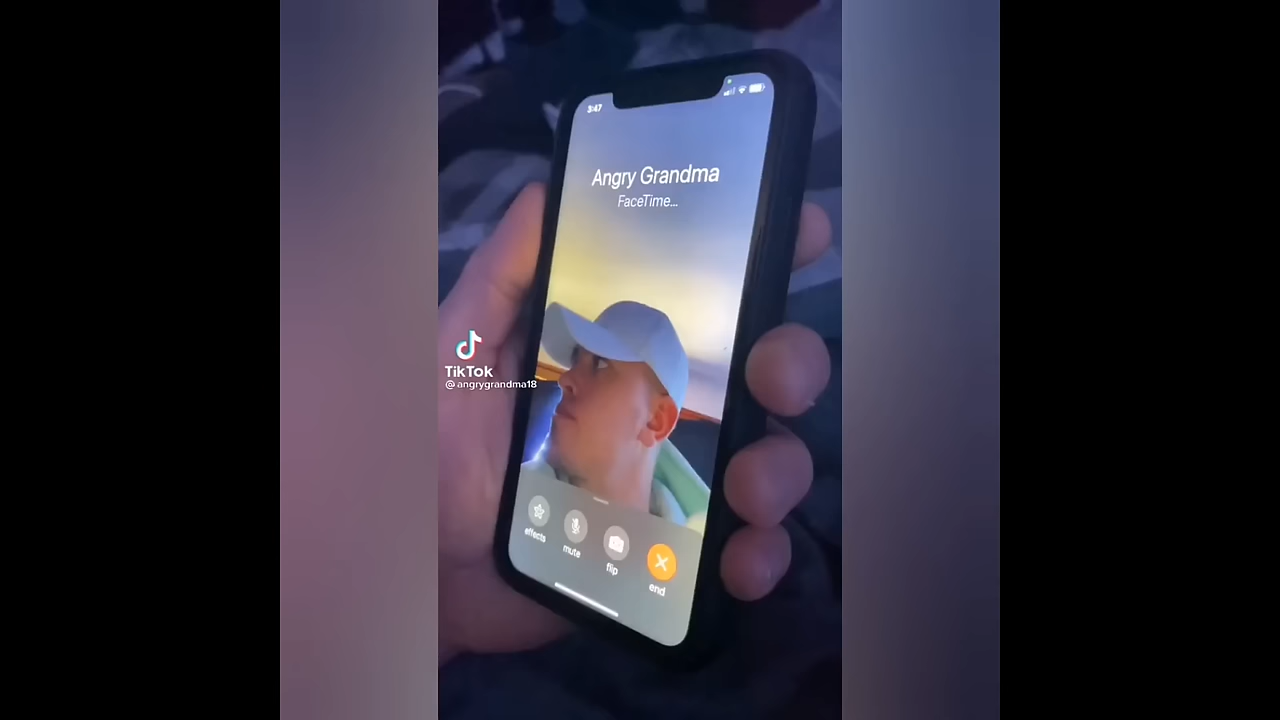 3:47
Angry Grandma
FaceTime...
TikTok
@angrygrandma18
effects
mute
flip
end